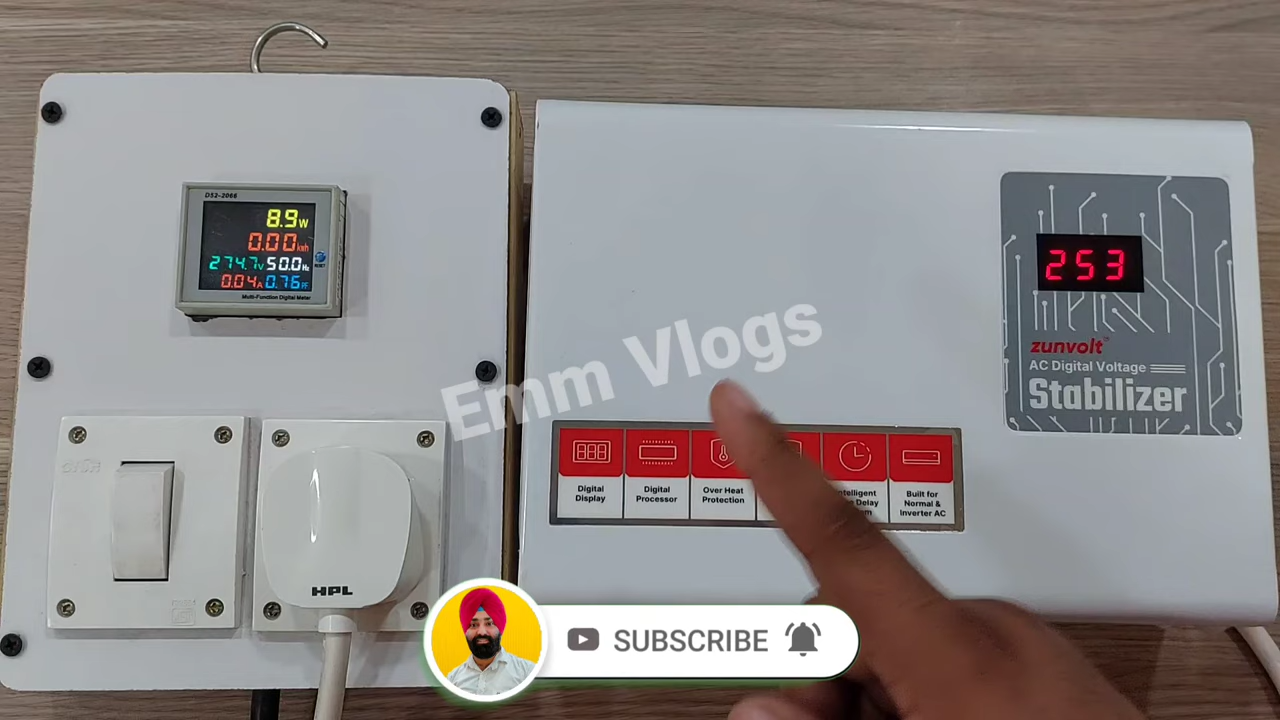 D52-2066
8.9W
0.00kwh
274.7V 50.0Hz
0.04A 0.76PF
RESET
Multi-Function Digital Meter
HPL
Emm Vlogs
253
zunvolt
AC Digital Voltage
Stabilizer
Digital
Display
Digital
Processor
Over Heat
Protection
Built for
Normal &
Inverter AC
Delay
SUBSCRIBE